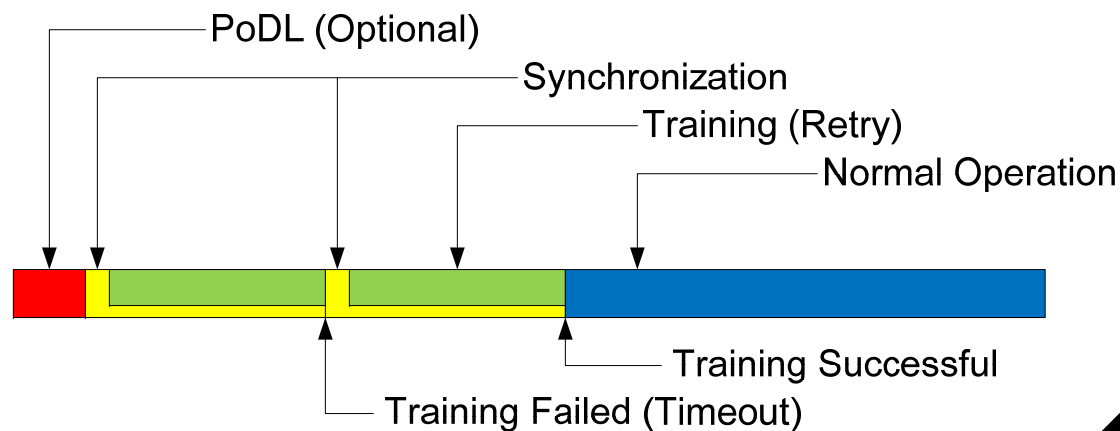 PoDL (Optional)
Synchronization
Training (Retry)
Normal Operation
Training Successful
Training Failed (Timeout)